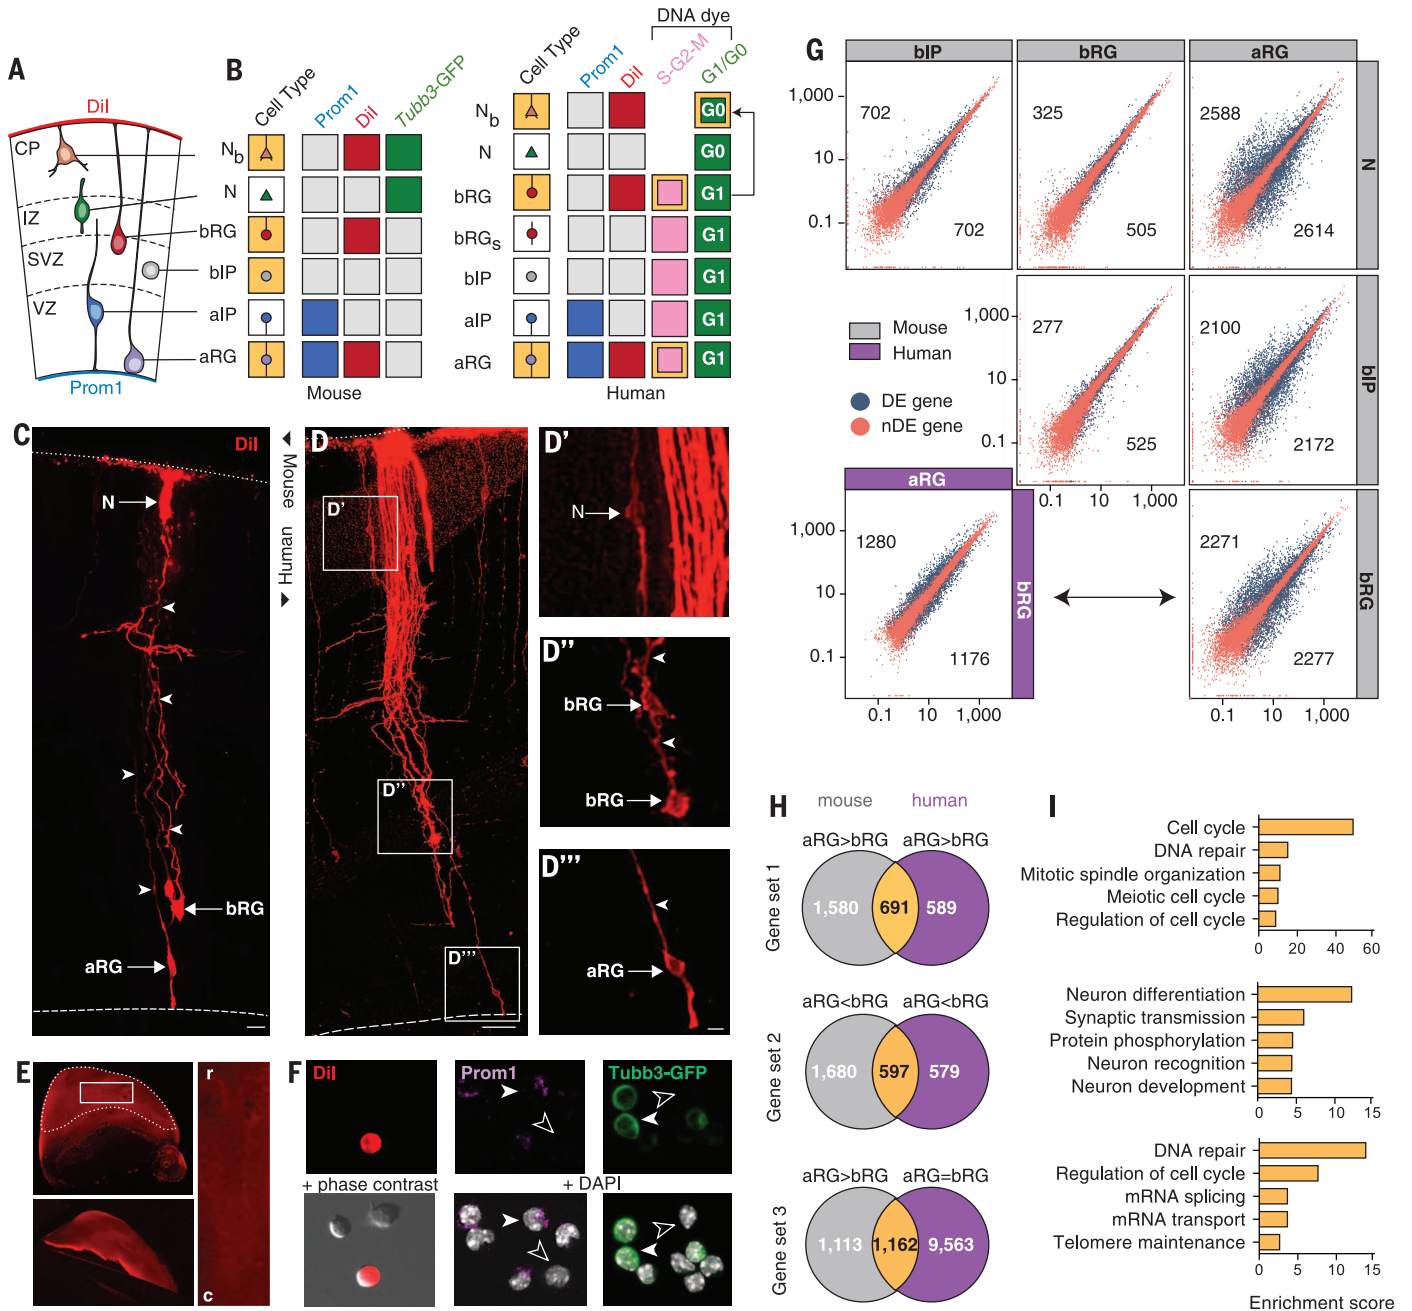 A
DiI
CP
IZ
SVZ
VZ
Prom1
B
Cell Type
Prom1
DiI
Tubb3-GFP
Nb
N
bRG
bIP
aIP
aRG
Mouse
DNA dye
Cell Type
Prom1
DiI
S-G2-M
G1/G0
Nb
G0
N
G0
bRG
G1
bRGs
G1
bIP
G1
aIP
G1
aRG
G1
Human
C
DiI
N
bRG
aRG
Mouse
Human
D
D'
D''
D'''
D'
N
D''
bRG
bRG
D'''
aRG
E
r
c
F
DiI
Prom1
Tubb3-GFP
+ phase contrast
+ DAPI
G
bIP
bRG
aRG
N
1,000
10
0.1
702
702
325
505
2588
2614
Mouse
Human
DE gene
nDE gene
1,000
10
0.1
277
525
2100
2172
bIP
0.1
10
1,000
aRG
bRG
1,000
10
0.1
1280
1176
0.1
10
1,000
2271
2277
bRG
0.1
10
1,000
H
mouse
human
Gene set 1
aRG>bRG
aRG>bRG
1,580
691
589
Gene set 2
aRG<bRG
aRG<bRG
1,680
597
579
Gene set 3
aRG>bRG
aRG=bRG
1,113
1,162
9,563
I
Cell cycle
DNA repair
Mitotic spindle organization
Meiotic cell cycle
Regulation of cell cycle
0 20 40 60
Neuron differentiation
Synaptic transmission
Protein phosphorylation
Neuron recognition
Neuron development
0 5 10 15
DNA repair
Regulation of cell cycle
mRNA splicing
mRNA transport
Telomere maintenance
0 5 10 15
Enrichment score